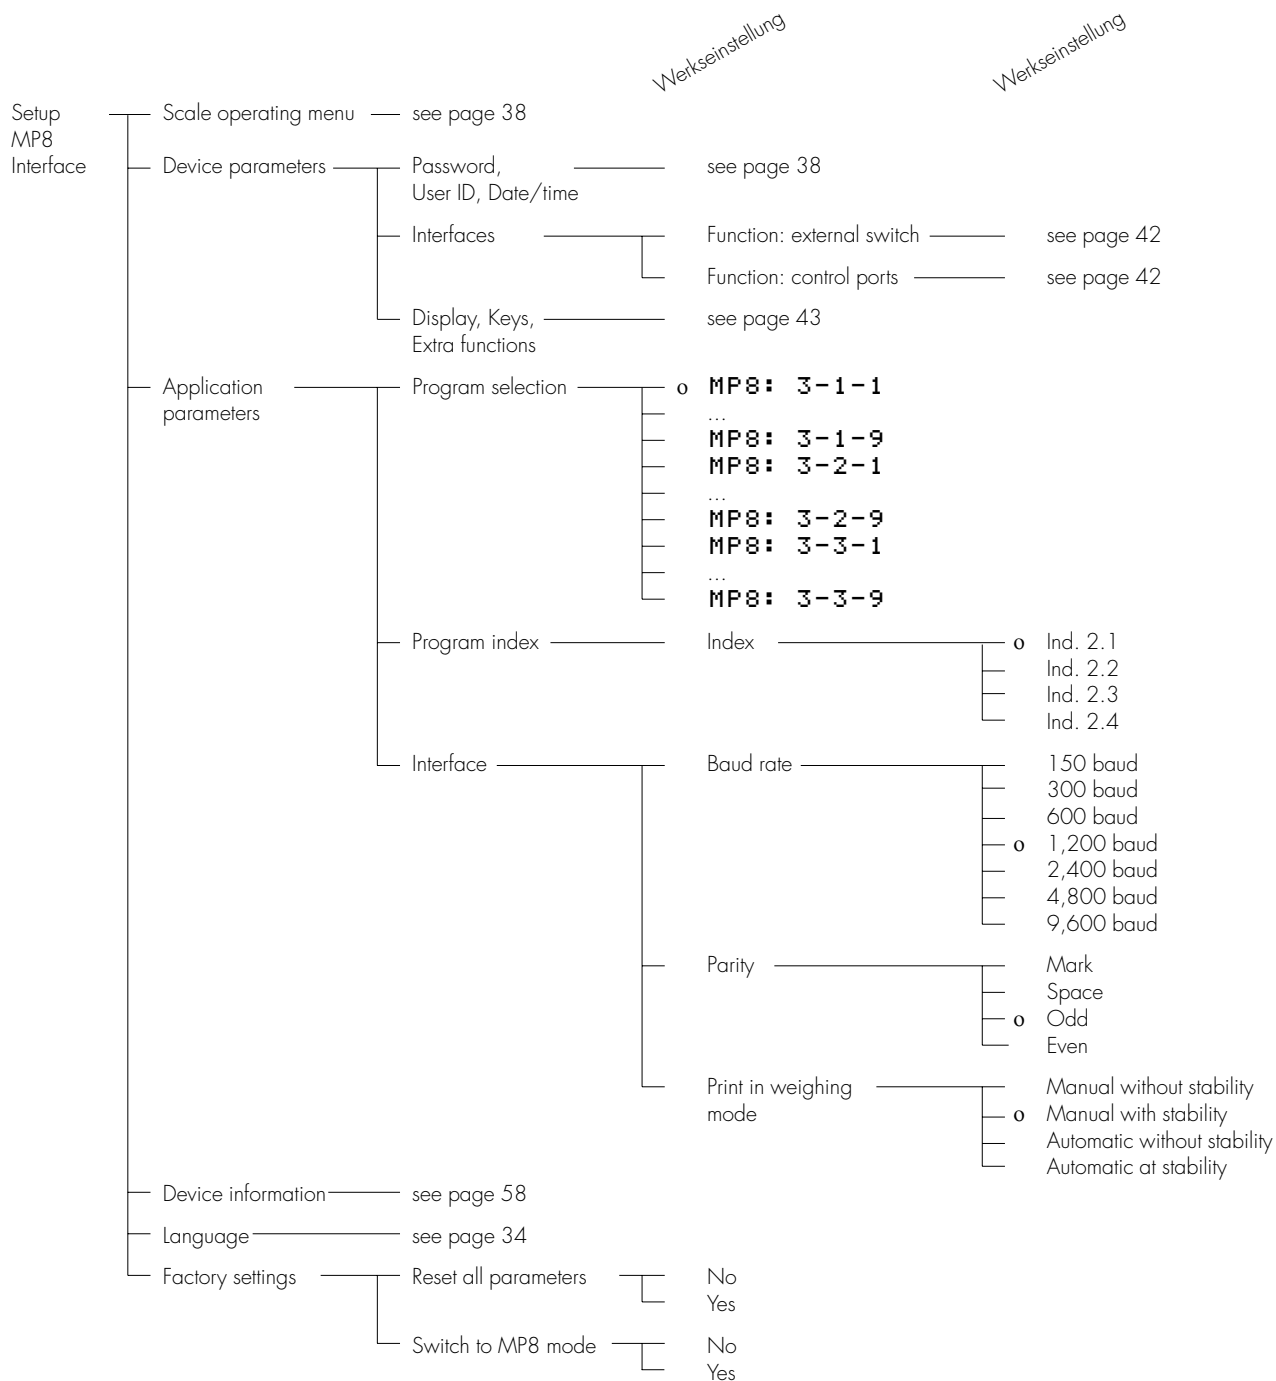 Werkseinstellung Werkseinstellung
Setup Scale operating menu see page 38
MP8
Interface Device parameters Password, see page 38
User ID, Date/time
Interfaces Function: external switch see page 42
Function: control ports see page 42
Display, Keys, see page 43
Extra functions
Application Program selection o MP8: 3-1-1
parameters ...
MP8: 3-1-9
MP8: 3-2-1
...
MP8: 3-2-9
MP8: 3-3-1
...
MP8: 3-3-9
Program index Index o Ind. 2.1
Ind. 2.2
Ind. 2.3
Ind. 2.4
Interface Baud rate 150 baud
300 baud
600 baud
o 1,200 baud
2,400 baud
4,800 baud
9,600 baud
Parity Mark
Space
o Odd
Even
Print in weighing Manual without stability
mode o Manual with stability
Automatic without stability
Automatic at stability
Device information see page 58
Language see page 34
Factory settings Reset all parameters No
Yes
Switch to MP8 mode No
Yes